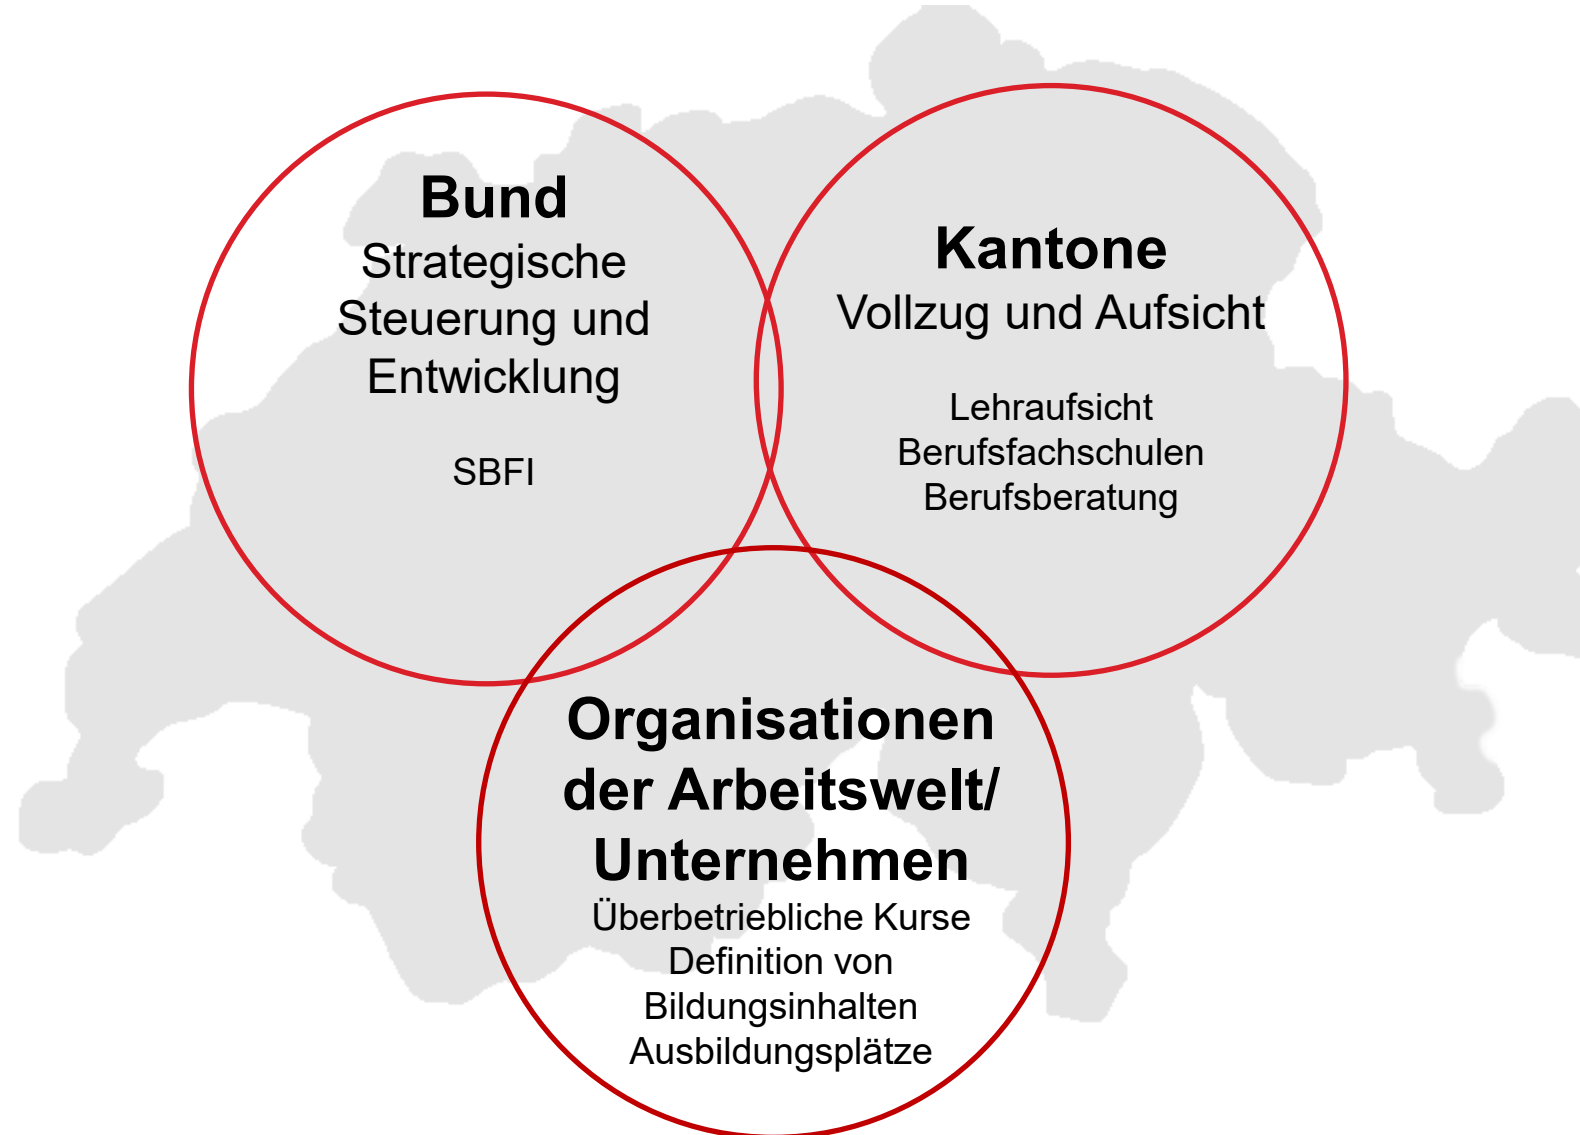 Bund
Strategische
Steuerung und
Entwicklung
SBFI
Kantone
Vollzug und Aufsicht
Lehraufsicht
Berufsfachschulen
Berufsberatung
Organisationen
der Arbeitswelt/
Unternehmen
Überbetriebliche Kurse
Definition von
Bildungsinhalten
Ausbildungsplätze